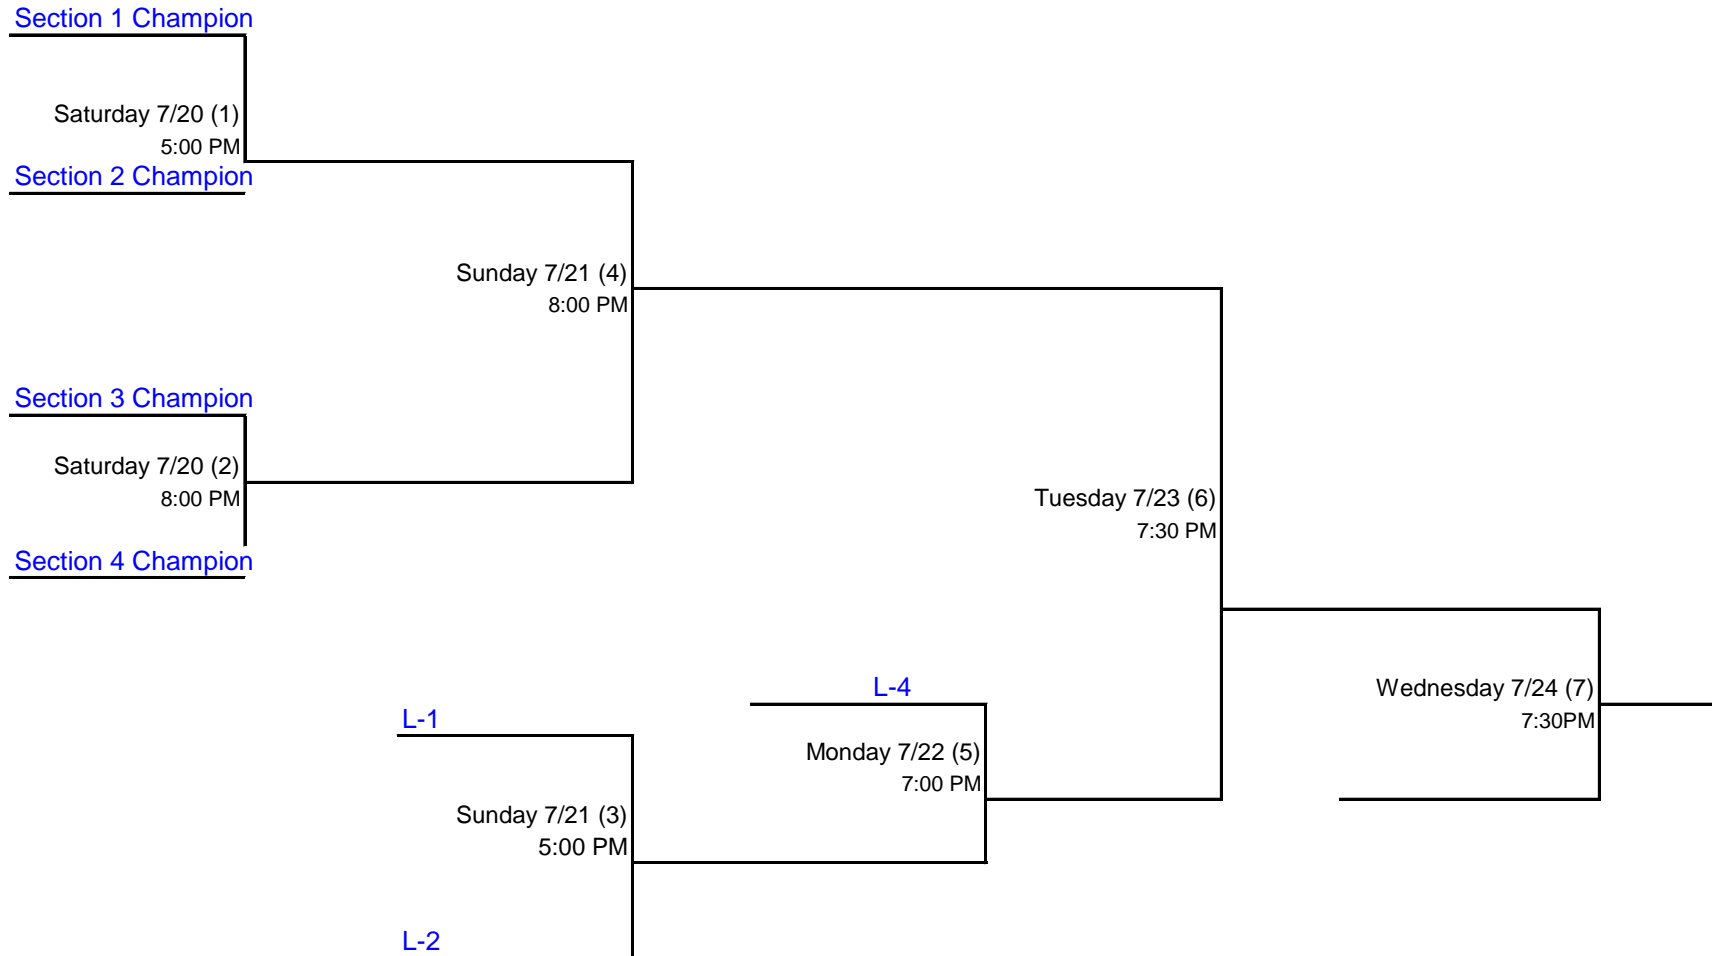 Section 1 Champion
Saturday 7/20 (1)
5:00 PM
Section 2 Champion
Sunday 7/21 (4)
8:00 PM
Section 3 Champion
Saturday 7/20 (2)
8:00 PM
Tuesday 7/23 (6)
7:30 PM
Section 4 Champion
L-4
Wednesday 7/24 (7)
7:30PM
L-1
Monday 7/22 (5)
7:00 PM
Sunday 7/21 (3)
5:00 PM
L-2